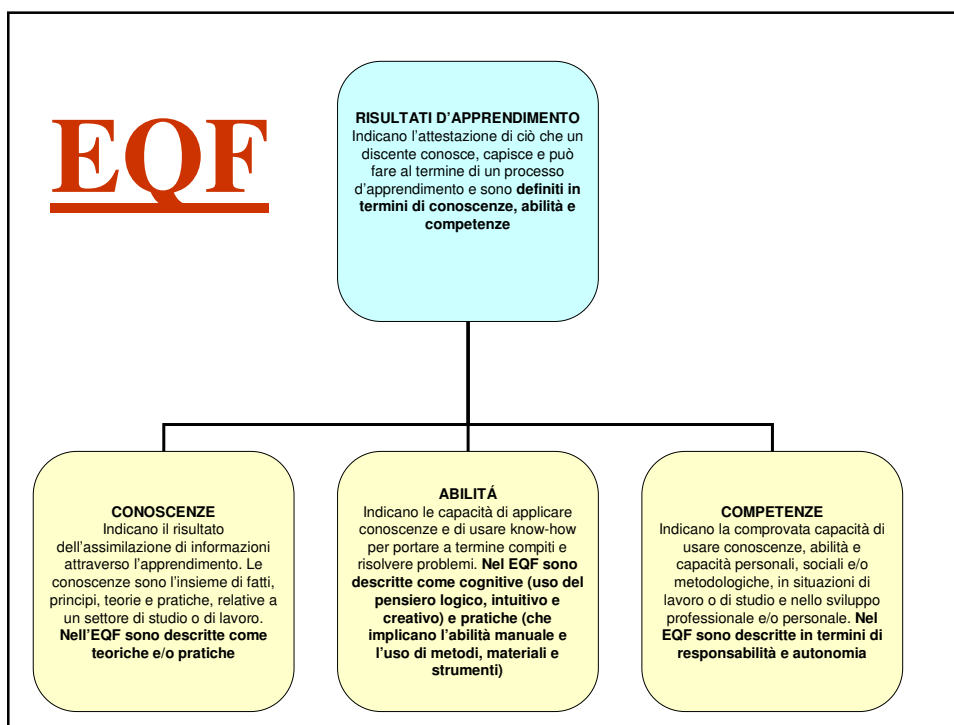 EQF
RISULTATI D'APPRENDIMENTO
Indicano l'attestazione di ciò che un
discente conosce, capisce e può
fare al termine di un processo
d'apprendimento e sono definiti in
termini di conoscenze, abilità e
competenze
CONOSCENZE
Indicano il risultato
dell'assimilazione di informazioni
attraverso l'apprendimento. Le
conoscenze sono l'insieme di fatti,
principi, teorie e pratiche, relative a
un settore di studio o di lavoro.
Nell'EQF sono descritte come
teoriche e/o pratiche
ABILITÁ
Indicano le capacità di applicare
conoscenze e di usare know-how
per portare a termine compiti e
risolvere problemi. Nel EQF sono
descritte come cognitive (uso del
pensiero logico, intuitivo e
creativo) e pratiche (che
implicano l'abilità manuale e
l'uso di metodi, materiali e
strumenti)
COMPETENZE
Indicano la comprovata capacità di
usare conoscenze, abilità e
capacità personali, sociali e/o
metodologiche, in situazioni di
lavoro o di studio e nello sviluppo
professionale e/o personale. Nel
EQF sono descritte in termini di
responsabilità e autonomia